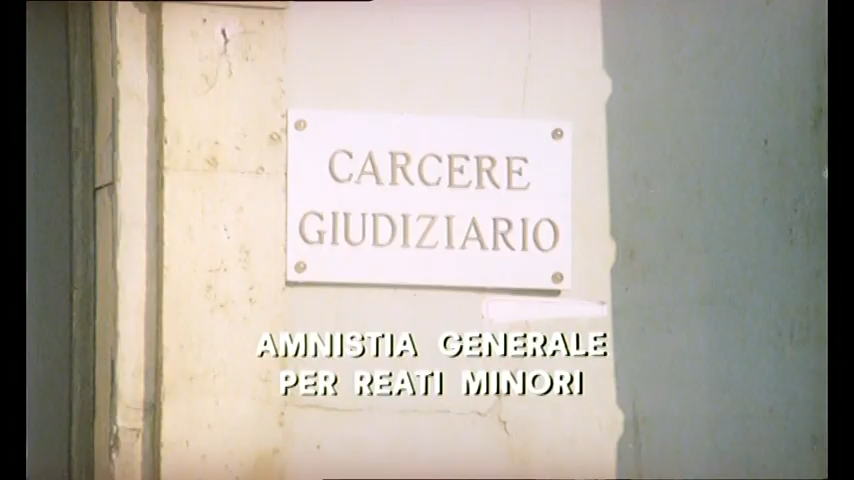 CARCERE
GIUDIZIARIO
AMNISTIA GENERALE
PER REATI MINORI